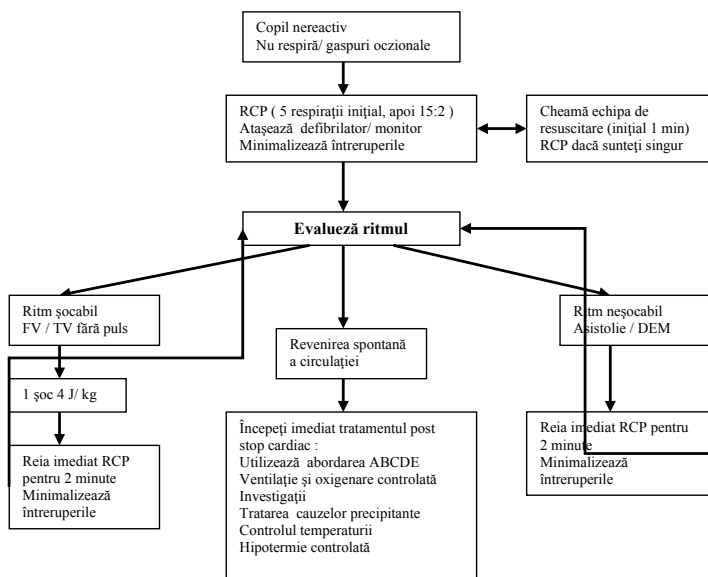 Copil nereactiv
Nu respiră/ gaspuri oczionale
RCP ( 5 respirații inițial, apoi 15:2 )
Atașează defibrilator/ monitor
Minimalizează întreruperile
Cheamă echipa de
resuscitare (inițial 1 min)
RCP dacă sunteți singur
Evaluează ritmul
Ritm șocabil
FV / TV fără puls
Revenirea spontană
a circulației
Ritm neșocabil
Asistolie / DEM
1 șoc 4 J/ kg
Reia imediat RCP
pentru 2 minute
Minimalizează
întreruperile
Începeți imediat tratamentul post
stop cardiac :
Utilizează abordarea ABCDE
Ventilație și oxigenare controlată
Investigații
Tratarea cauzelor precipitante
Controlul temperaturii
Hipotermie controlată
Reia imediat RCP pentru
2 minute
Minimalizează
întreruperile